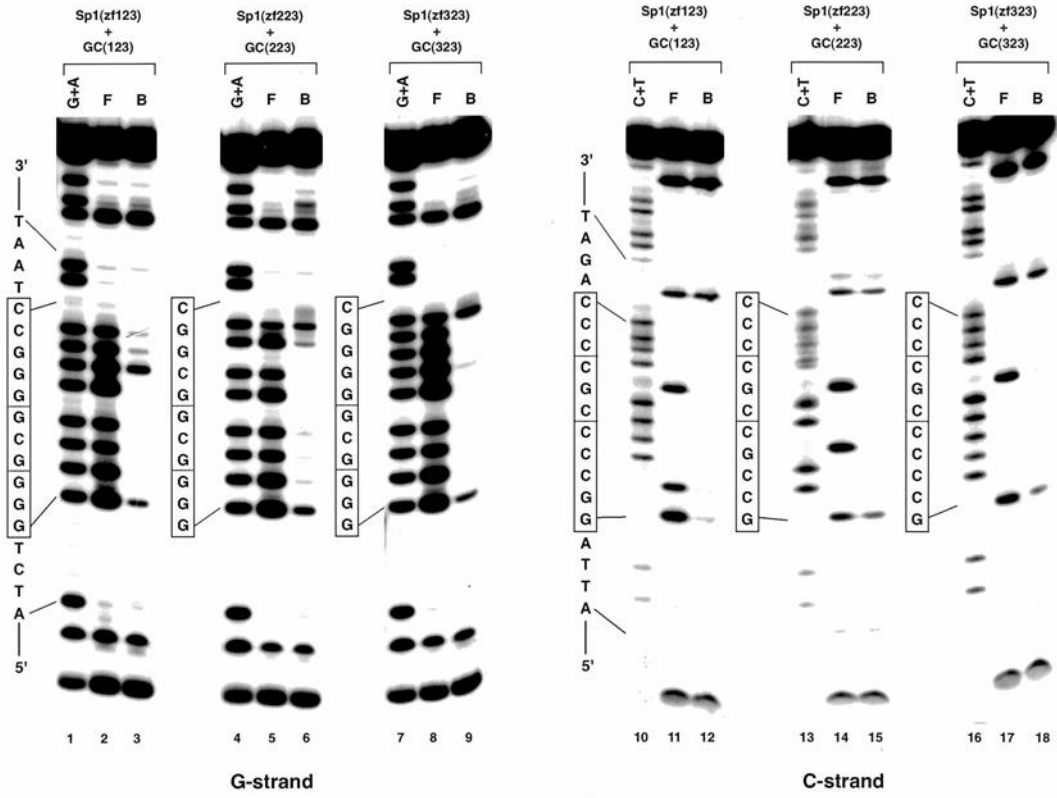 Sp1(zf123)
+
GC(123)
Sp1(zf223)
+
GC(223)
Sp1(zf323)
+
GC(323)
Sp1(zf123)
+
GC(123)
Sp1(zf223)
+
GC(223)
Sp1(zf323)
+
GC(323)
G+A F B
G+A F B
G+A F B
C+T F B
C+T F B
C+T F B
3'
T
A
A
T
C
C
G
G
G
G
C
G
G
G
G
T
C
T
A
5'
C
G
G
C
G
G
C
G
G
G
G
C
G
G
G
G
G
C
G
G
G
G
3'
T
A
G
A
C
C
C
C
G
C
C
C
C
G
G
A
T
T
A
5'
C
C
C
C
G
C
C
G
C
C
G
C
C
C
C
G
C
C
C
C
C
G
1 2 3 4 5 6 7 8 9 10 11 12 13 14 15 16 17 18
G-strand
C-strand